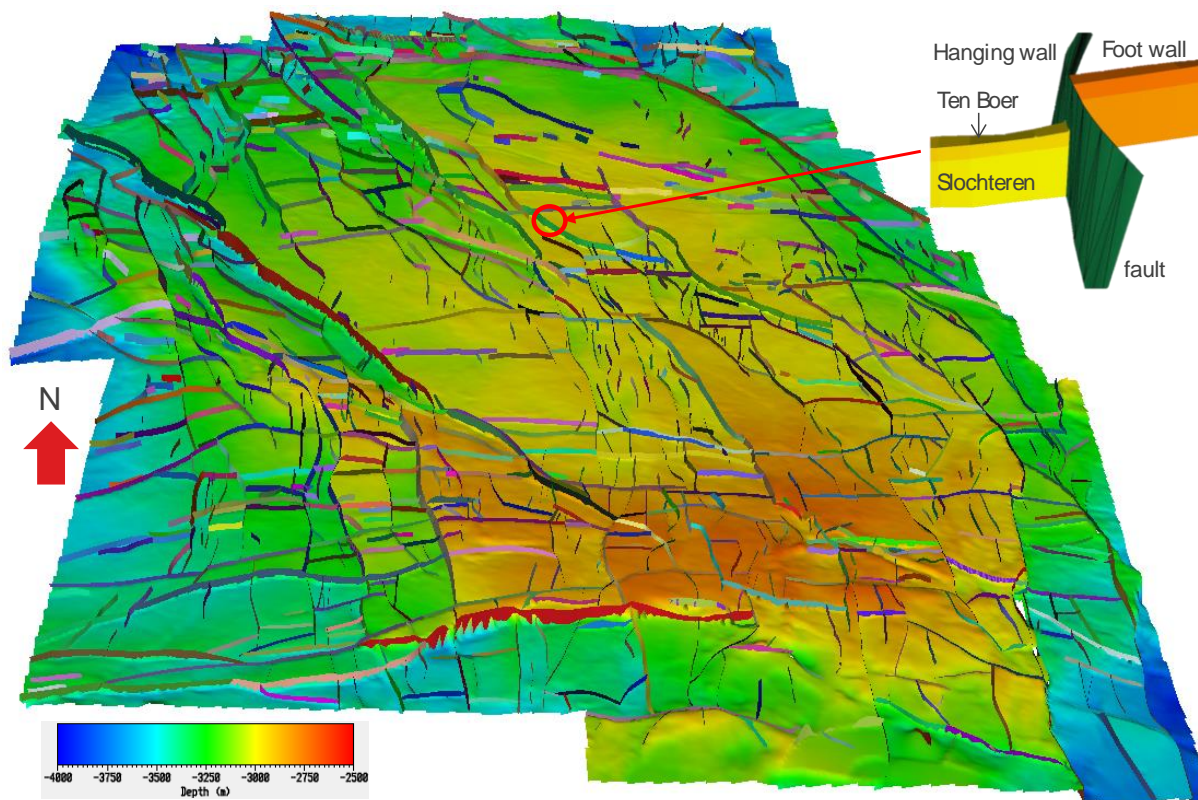 Hanging wall
Foot wall
Ten Boer
Slochteren
fault
N
-4000 -3750 -3500 -3250 -3000 -2750 -2500
Depth (m)